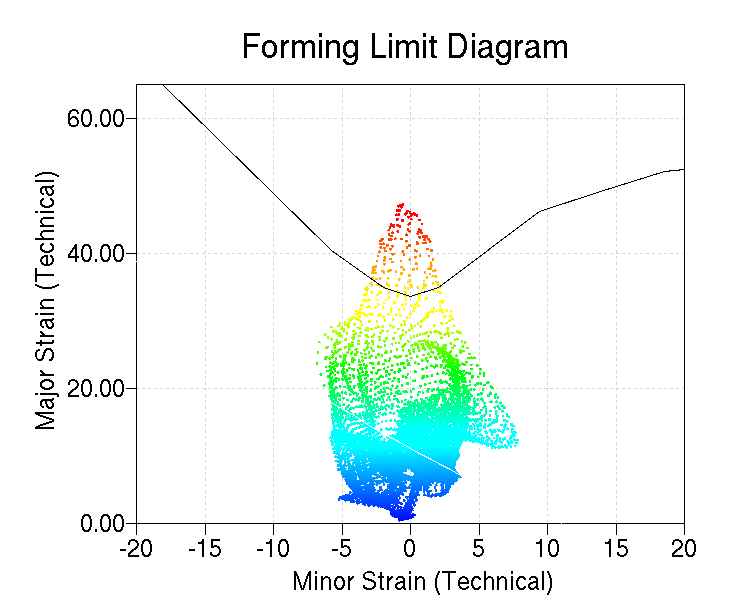 Forming Limit Diagram
60.00
40.00
20.00
0.00
Major Strain (Technical)
-20 -15 -10 -5 0 5 10 15 20
Minor Strain (Technical)